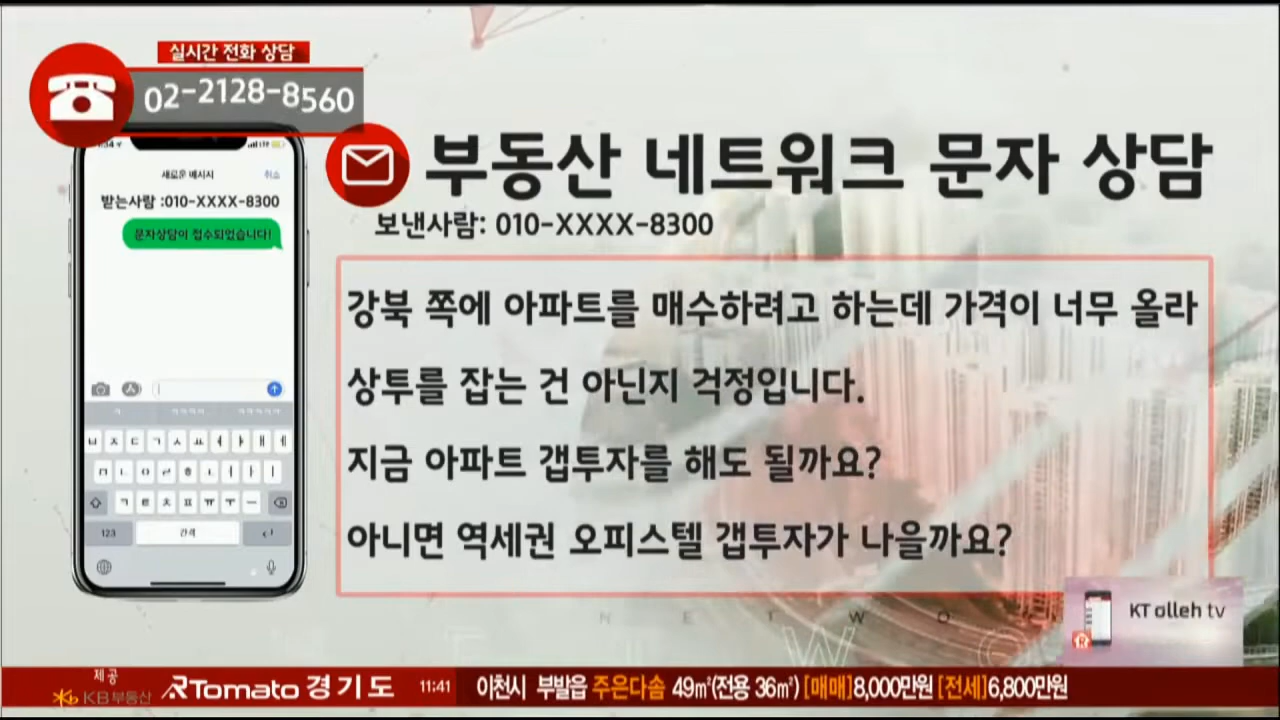 실시간 전화 상담
02-2128-8560
새로운 메시지 취소
받는사람 :010-XXXX-8300
문자상담이 접수되었습니다!
부동산 네트워크 문자 상담
보낸사람: 010-XXXX-8300
강북 쪽에 아파트를 매수하려고 하는데 가격이 너무 올라
상투를 잡는 건 아닌지 걱정입니다.
지금 아파트 갭투자를 해도 될까요?
아니면 역세권 오피스텔 갭투자가 나을까요?
ㅂ ㅈ ㄷ ㄱ ㅅ ㅛ ㅕ ㅑ ㅐ ㅔ
ㅁ ㄴ ㅇ ㄹ ㅎ ㅗ ㅓ ㅏ ㅣ
ㅋ ㅌ ㅊ ㅍ ㅠ ㅜ ㅡ
123 간격
N E T W O
KT olleh tv
제공
KB부동산
RTomato 경기도 11:41 이천시 부발읍 주은다솜 49㎡(전용 36㎡) [매매]8,000만원 [전세]6,800만원